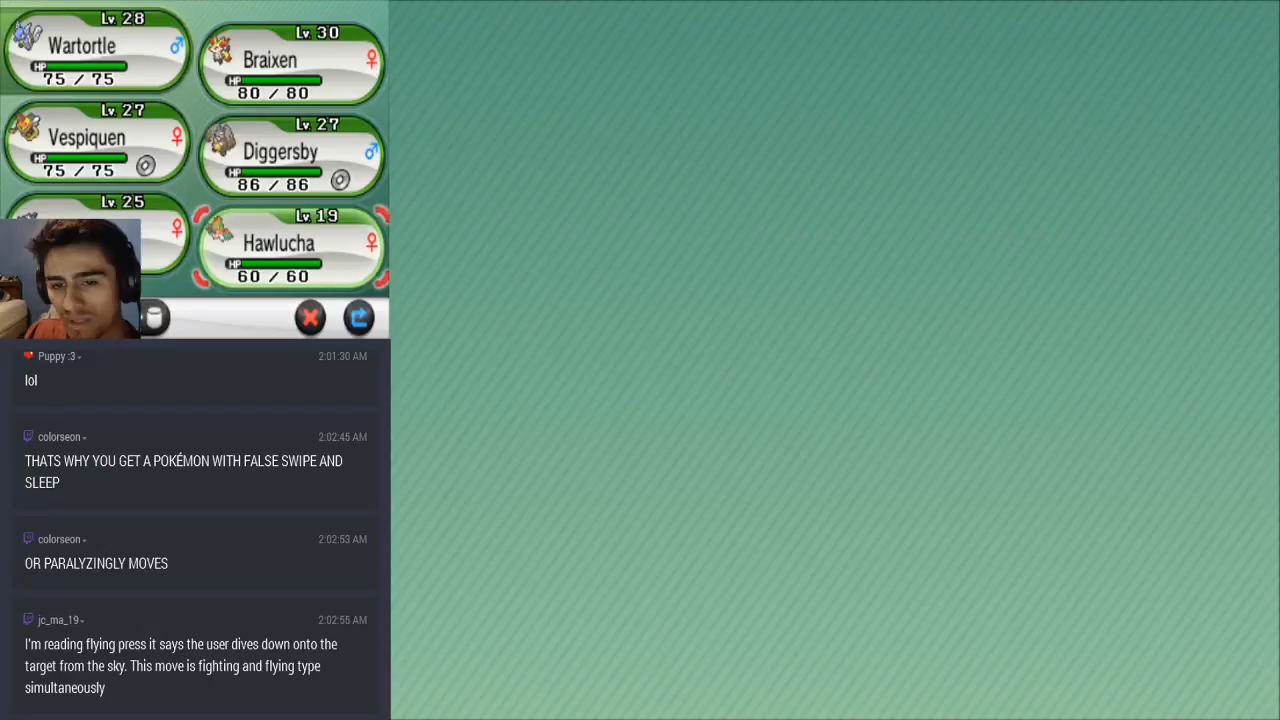 Lv. 28
Wartortle ♂
HP
75 / 75
Lv. 30
Braixen ♀
HP
80 / 80
Lv. 27
Vespiquen ♀
HP
75 / 75
Lv. 27
Diggersby ♂
HP
86 / 86
Lv. 25
♀
Lv. 19
Hawlucha ♀
HP
60 / 60
Puppy :3 2:01:30 AM
lol
colorseon 2:02:45 AM
THATS WHY YOU GET A POKÉMON WITH FALSE SWIPE AND
SLEEP
colorseon 2:02:53 AM
OR PARALYZINGLY MOVES
jc_ma_19 2:02:55 AM
I'm reading flying press it says the user dives down onto the
target from the sky. This move is fighting and flying type
simultaneously